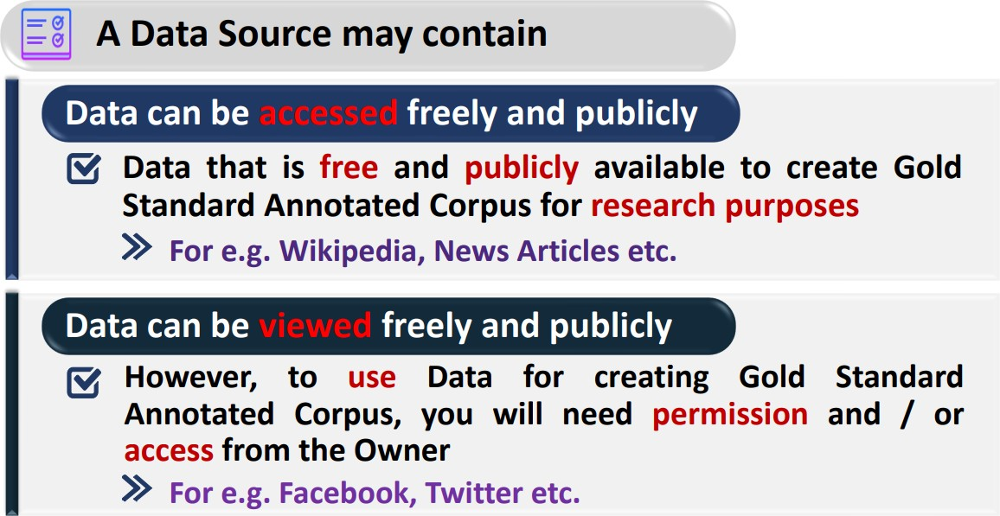 A Data Source may contain
Data can be accessed freely and publicly
Data that is free and publicly available to create Gold
Standard Annotated Corpus for research purposes
For e.g. Wikipedia, News Articles etc.
Data can be viewed freely and publicly
However, to use Data for creating Gold Standard
Annotated Corpus, you will need permission and / or
access from the Owner
For e.g. Facebook, Twitter etc.